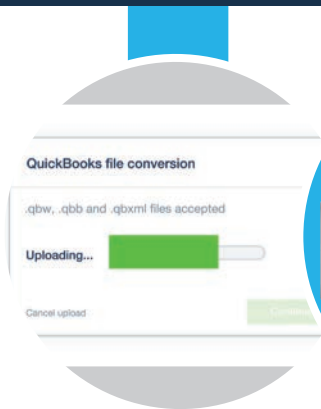 QuickBooks file conversion
.qbw, .qbb and .qbxml files accepted
Uploading...
Cancel upload